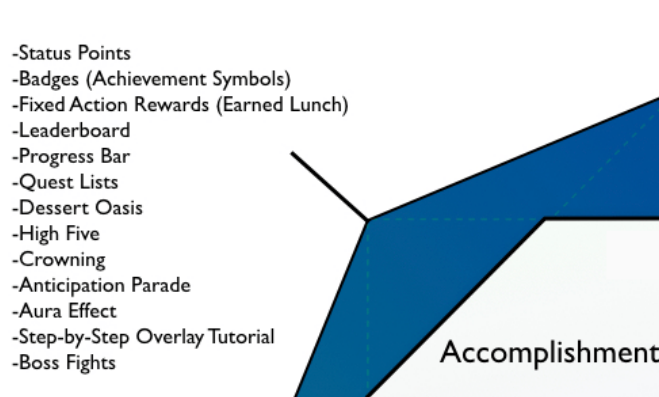 -Status Points
-Badges (Achievement Symbols)
-Fixed Action Rewards (Earned Lunch)
-Leaderboard
-Progress Bar
-Quest Lists
-Dessert Oasis
-High Five
-Crowning
-Anticipation Parade
-Aura Effect
-Step-by-Step Overlay Tutorial
-Boss Fights
Accomplishment